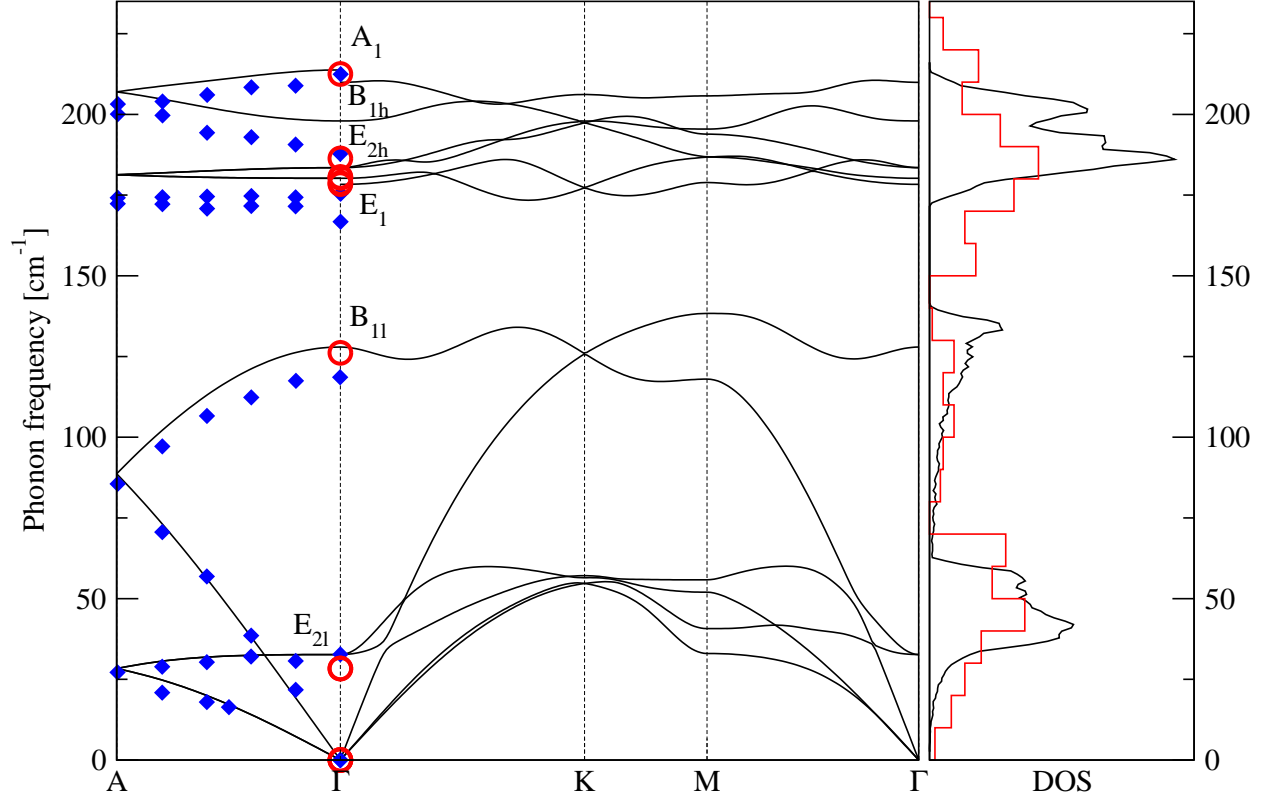 A₁
B₁ₕ
E₂ₕ
E₁
B₁ₗ
E₂ₗ
Phonon frequency [cm⁻¹]
200
150
100
50
0
200
150
100
50
0
A Γ K M Γ DOS